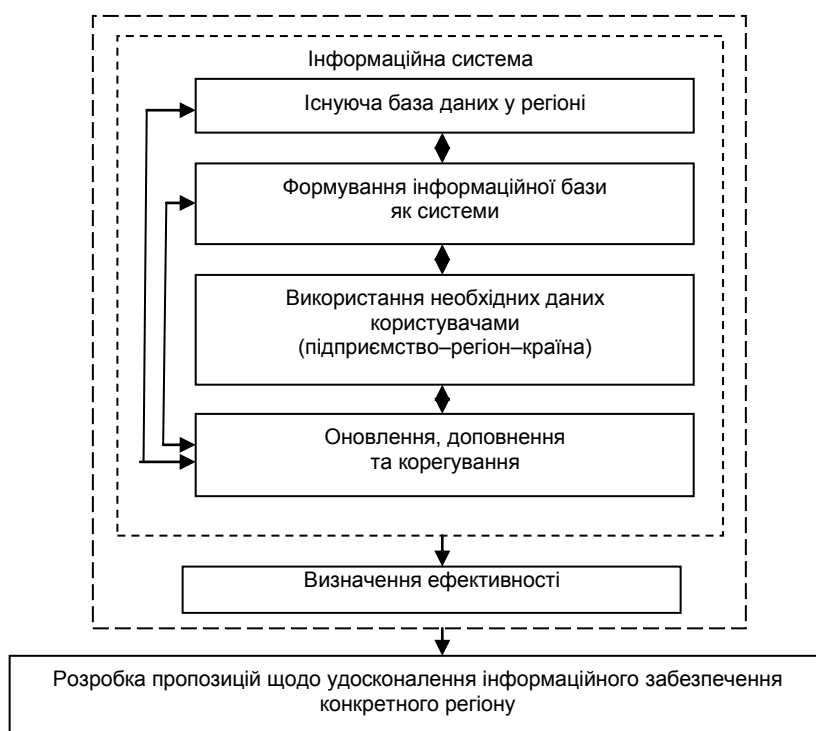 Інформаційна система
Існуюча база даних у регіоні
Формування інформаційної бази
як системи
Використання необхідних даних
користувачами
(підприємство–регіон–країна)
Оновлення, доповнення
та корегування
Визначення ефективності
Розробка пропозицій щодо удосконалення інформаційного забезпечення
конкретного регіону